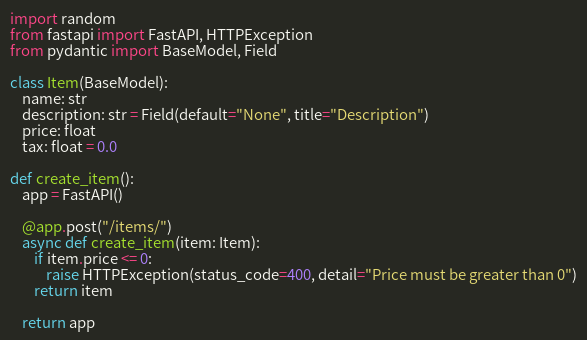 import random
from fastapi import FastAPI, HTTPException
from pydantic import BaseModel, Field

class Item(BaseModel):
    name: str
    description: str = Field(default="None", title="Description")
    price: float
    tax: float = 0.0

def create_item():
    app = FastAPI()

    @app.post("/items/")
    async def create_item(item: Item):
        if item.price <= 0:
            raise HTTPException(status_code=400, detail="Price must be greater than 0")
        return item

    return app